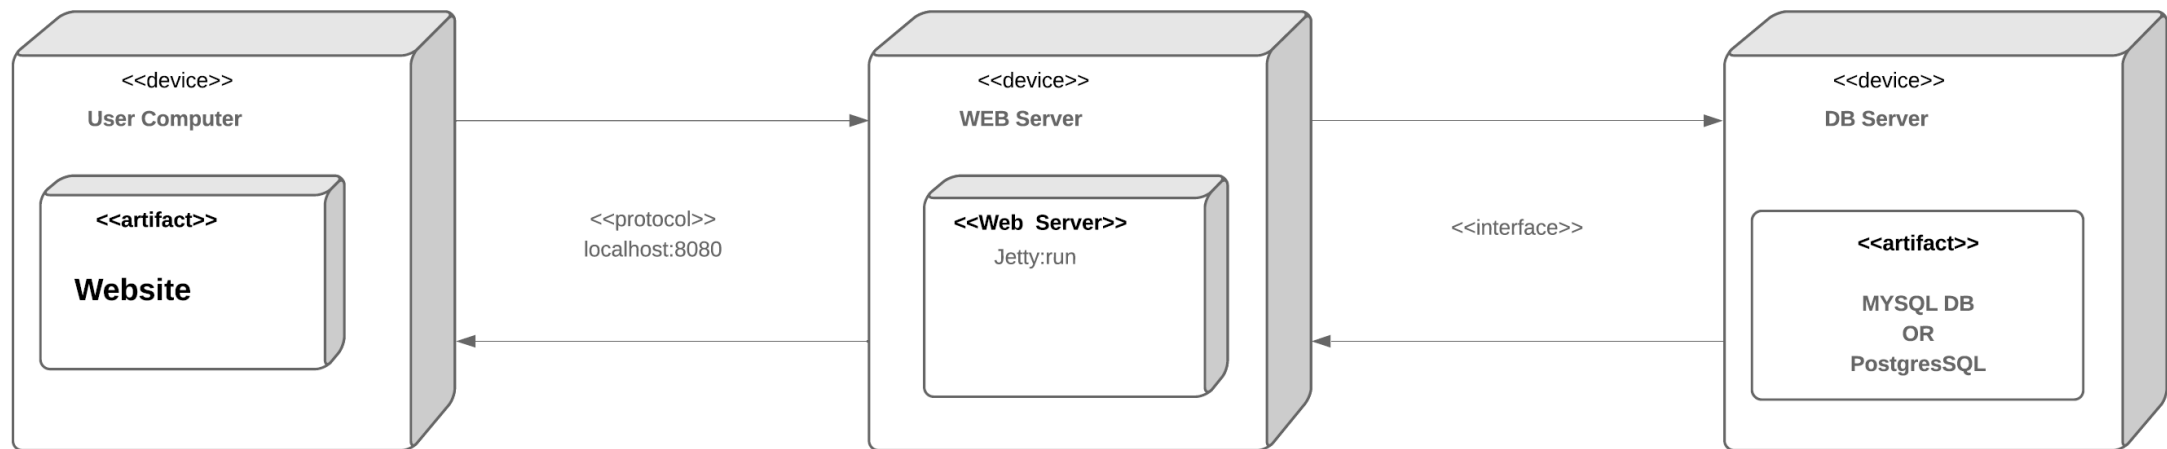 <<device>>
User Computer
<<artifact>>
Website
<<protocol>>
localhost:8080
<<device>>
WEB Server
<<Web  Server>>
Jetty:run
<<interface>>
<<device>>
DB Server
<<artifact>>
MYSQL DB
OR
PostgresSQL